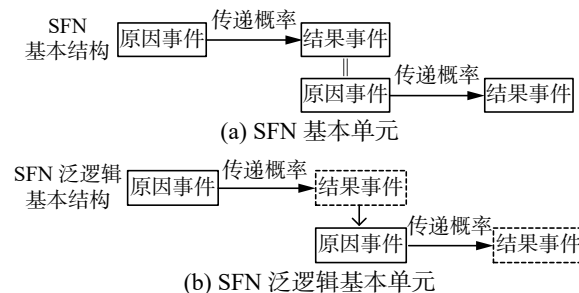 SFN
基本结构
原因事件
传递概率
结果事件
||
原因事件
传递概率
结果事件
(a) SFN 基本单元
SFN 泛逻辑
基本结构
原因事件
传递概率
结果事件
原因事件
传递概率
结果事件
(b) SFN 泛逻辑基本单元